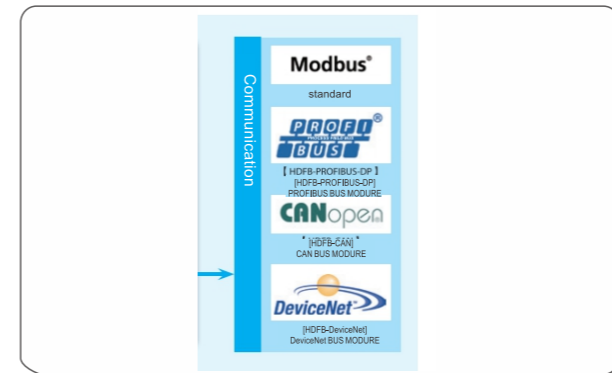 Communication
Modbus®
standard
PROFI®
PROCESS FIELD BUS
BUS
【 HDFB-PROFIBUS-DP 】
[HDFB-PROFIBUS-DP]
PROFIBUS BUS MODURE
CANopen
[HDFB-CAN]
CAN BUS MODURE
DeviceNet™
[HDFB-DeviceNet]
DeviceNet BUS MODURE